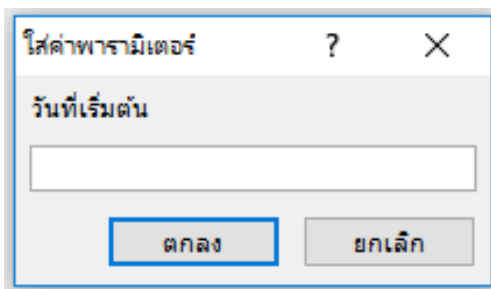 ใส่ค่าพารามิเตอร์ ?
วันที่เริ่มต้น
ตกลง ยกเลิก